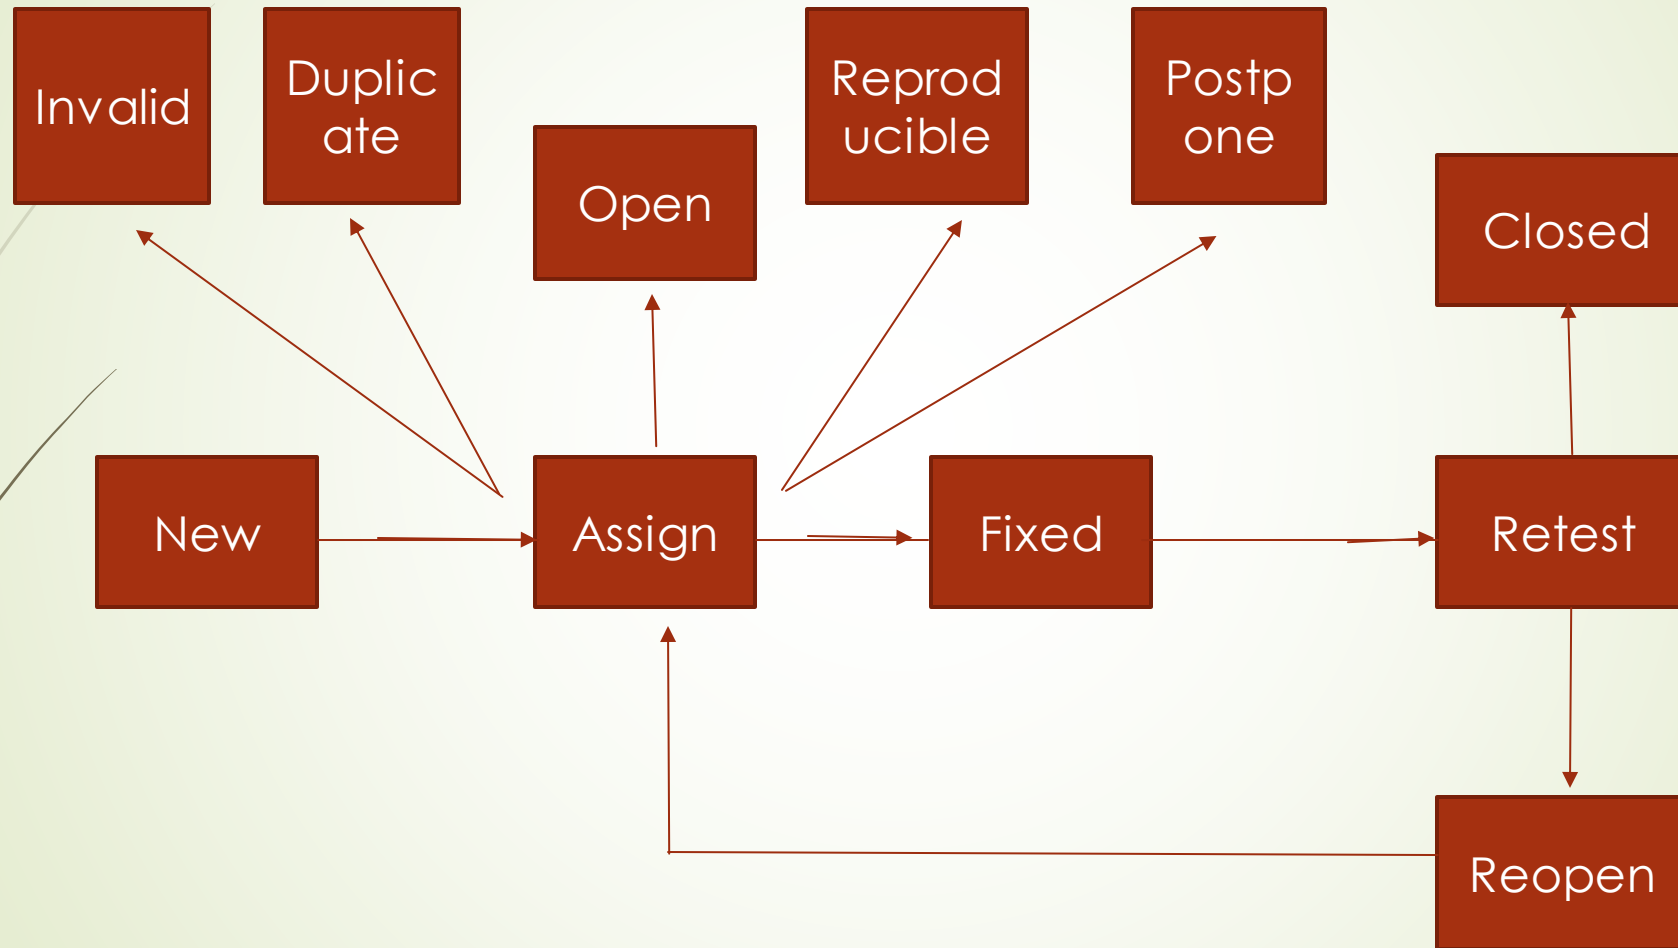 Invalid
Duplic
ate
Open
Reprod
ucible
Postp
one
Closed
New
Assign
Fixed
Retest
Reopen